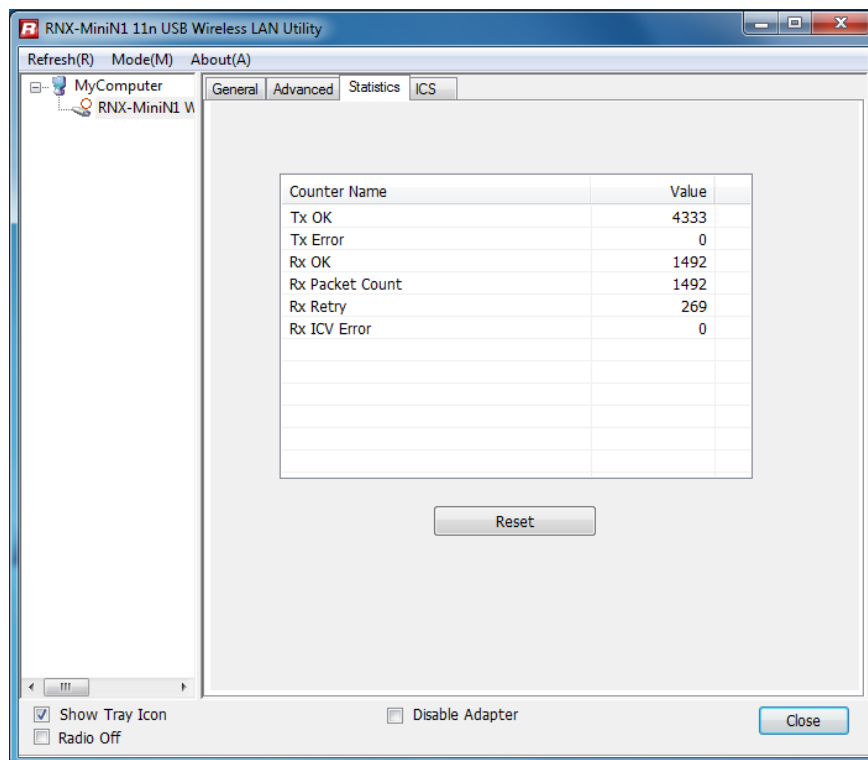 RNX-MiniN1 11n USB Wireless LAN Utility
Refresh(R) Mode(M) About(A)
MyComputer
RNX-MiniN1 W
General Advanced Statistics ICS
Counter Name Value
Tx OK 4333
Tx Error 0
Rx OK 1492
Rx Packet Count 1492
Rx Retry 269
Rx ICV Error 0
Reset
Show Tray Icon Disable Adapter
Radio Off
Close